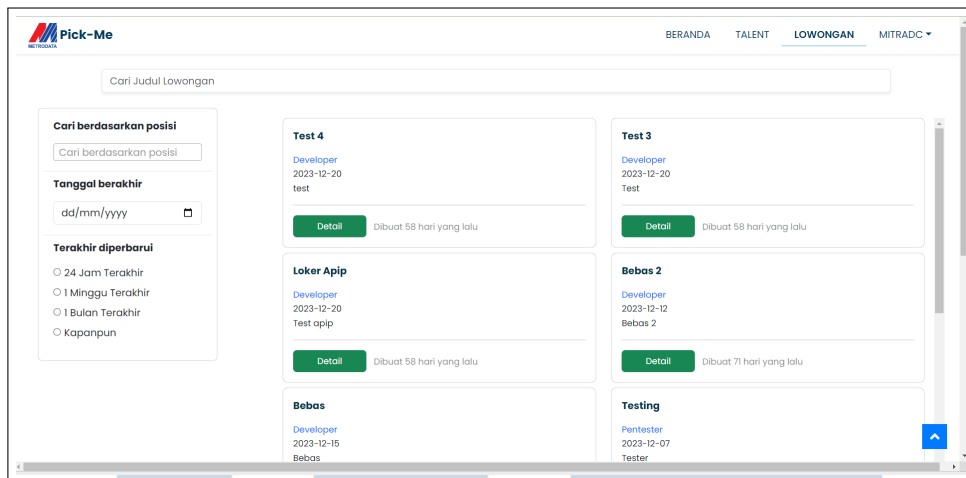 METRODATA
Pick-Me
BERANDA TALENT LOWONGAN MITRADC
Cari Judul Lowongan
Cari berdasarkan posisi
Cari berdasarkan posisi
Tanggal berakhir
dd/mm/yyyy
Terakhir diperbarui
24 Jam Terakhir
1 Minggu Terakhir
1 Bulan Terakhir
Kapanpun
Test 4
Developer
2023-12-20
test
Detail Dibuat 58 hari yang lalu
Test 3
Developer
2023-12-20
Test
Detail Dibuat 58 hari yang lalu
Loker Apip
Developer
2023-12-20
Test apip
Detail Dibuat 58 hari yang lalu
Bebas 2
Developer
2023-12-12
Bebas 2
Detail Dibuat 71 hari yang lalu
Bebas
Developer
2023-12-15
Bebas
Testing
Pentester
2023-12-07
Tester